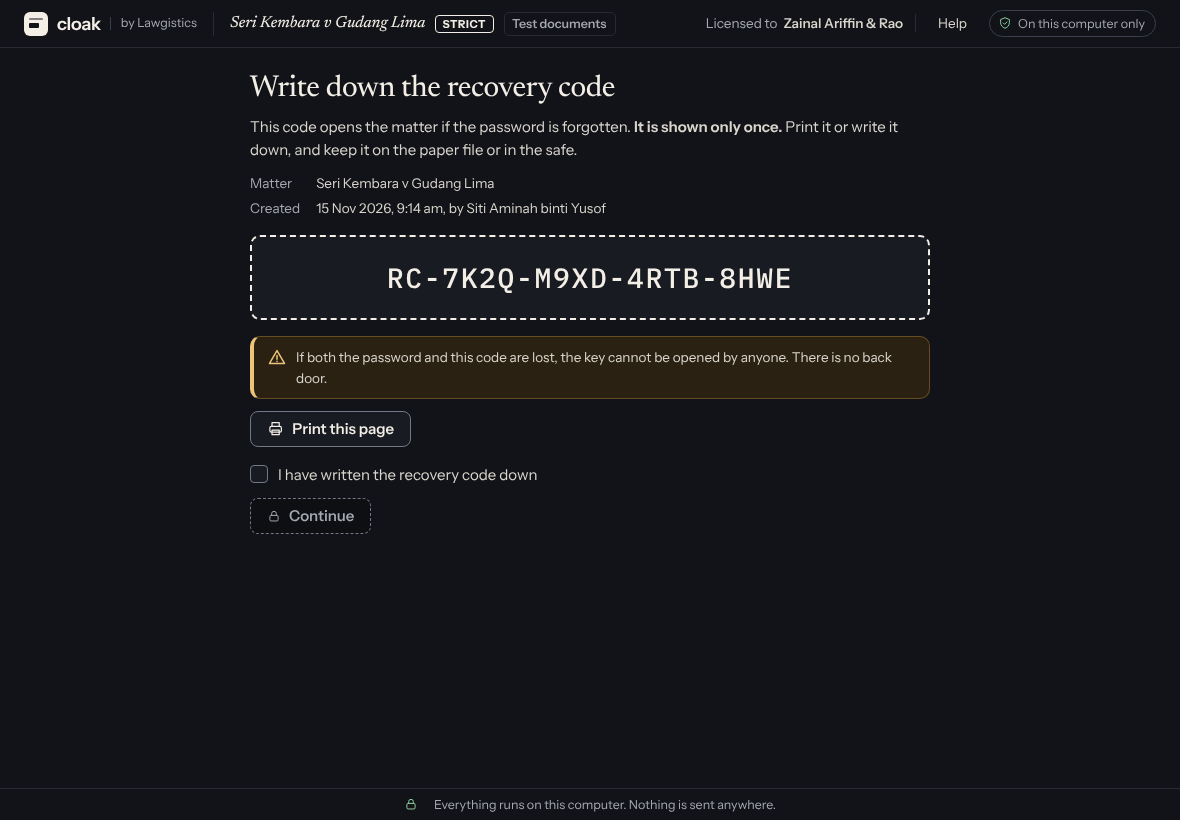 cloak by Lawgistics Seri Kembara v Gudang Lima STRICT Test documents Licensed to Zainal Ariffin & Rao Help On this computer only
Write down the recovery code
This code opens the matter if the password is forgotten. It is shown only once. Print it or write it
down, and keep it on the paper file or in the safe.
Matter Seri Kembara v Gudang Lima
Created 15 Nov 2026, 9:14 am, by Siti Aminah binti Yusof
RC-7K2Q-M9XD-4RTB-8HWE
If both the password and this code are lost, the key cannot be opened by anyone. There is no back
door.
Print this page
I have written the recovery code down
Continue
Everything runs on this computer. Nothing is sent anywhere.